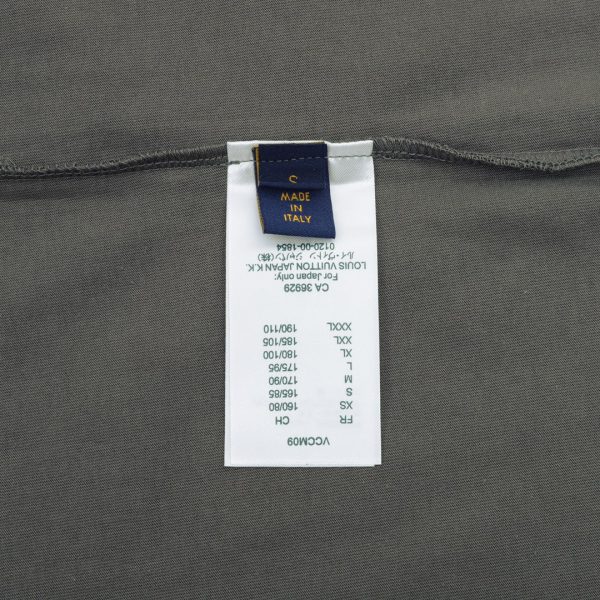 S
MADE
IN
ITALY
VCCM09
FR CH
XS 160/80
S 165/85
M 170/90
L 175/95
XL 180/100
XXL 185/105
XXXL 190/110
CA 36929
For Japan only:
LOUIS VUITTON JAPAN K.K.
ルイ・ヴィトン ジャパン(株)
0120-00-1854